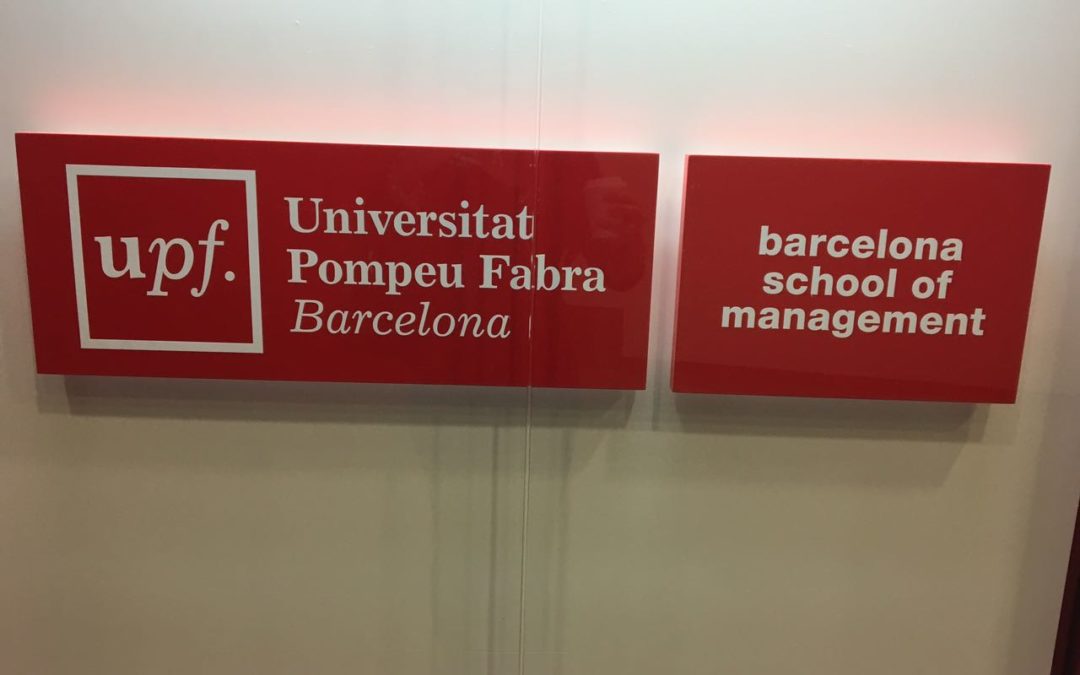 upf.
Universitat
Pompeu Fabra
Barcelona
barcelona
school of
management